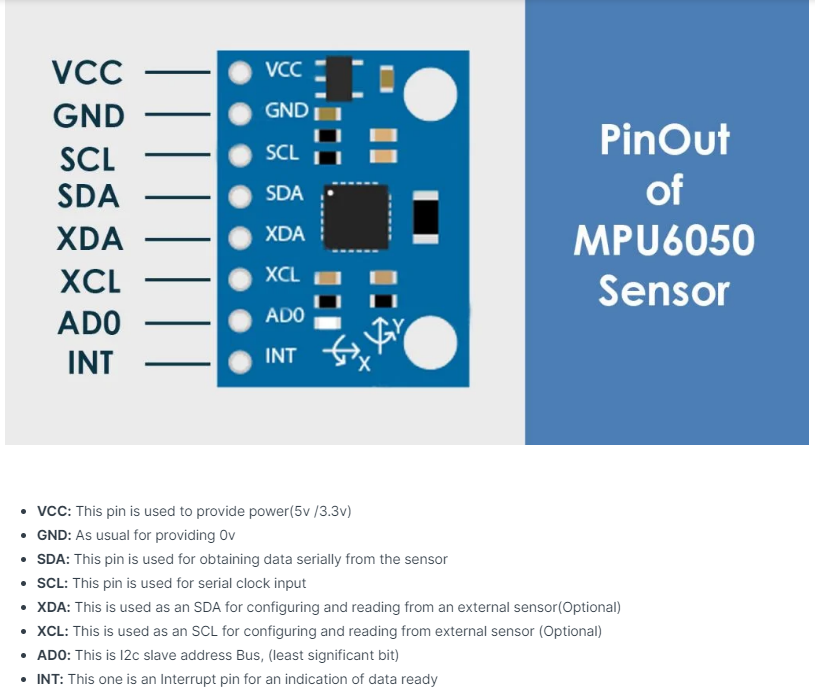 VCC
GND
SCL
SDA
XDA
XCL
AD0
INT
VCC
GND
SCL
SDA
XDA
XCL
AD0
INT
Y
X
PinOut
of
MPU6050
Sensor
VCC: This pin is used to provide power(5v /3.3v)
GND: As usual for providing 0v
SDA: This pin is used for obtaining data serially from the sensor
SCL: This pin is used for serial clock input
XDA: This is used as an SDA for configuring and reading from an external sensor(Optional)
XCL: This is used as an SCL for configuring and reading from external sensor (Optional)
AD0: This is I2c slave address Bus, (least significant bit)
INT: This one is an Interrupt pin for an indication of data ready